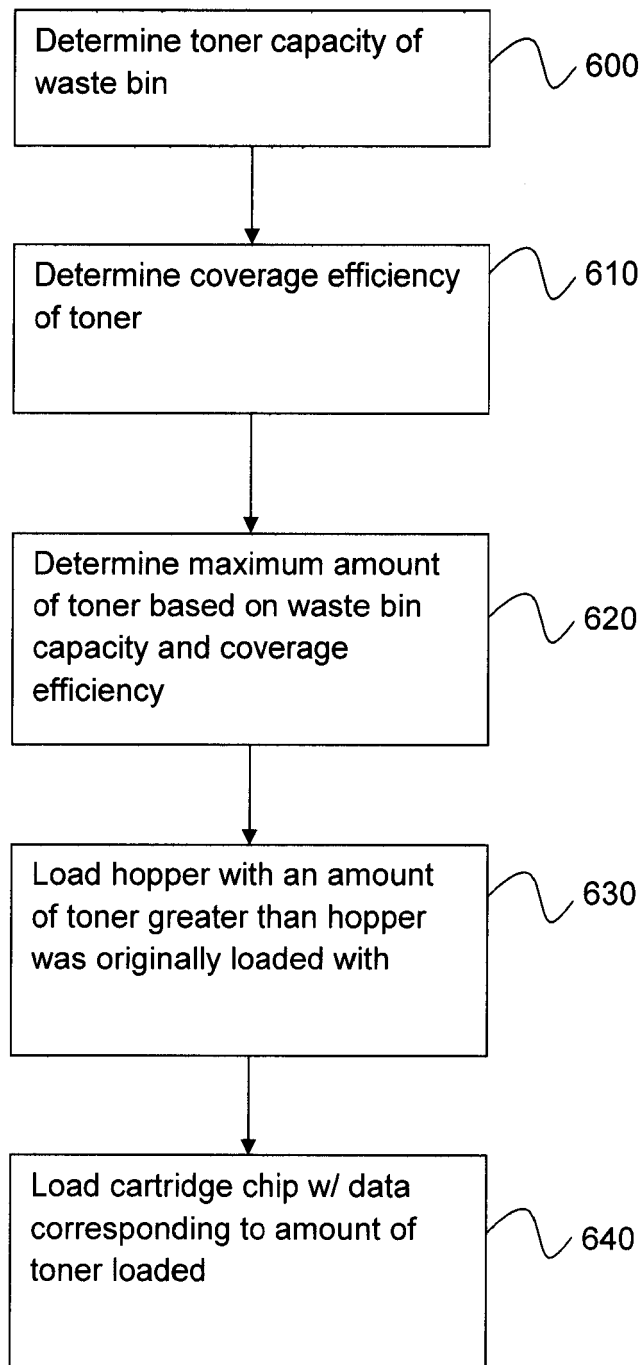 Determine toner capacity of
waste bin
600
Determine coverage efficiency
of toner
610
Determine maximum amount
of toner based on waste bin
capacity and coverage
efficiency
620
Load hopper with an amount
of toner greater than hopper
was originally loaded with
630
Load cartridge chip w/ data
corresponding to amount of
toner loaded
640